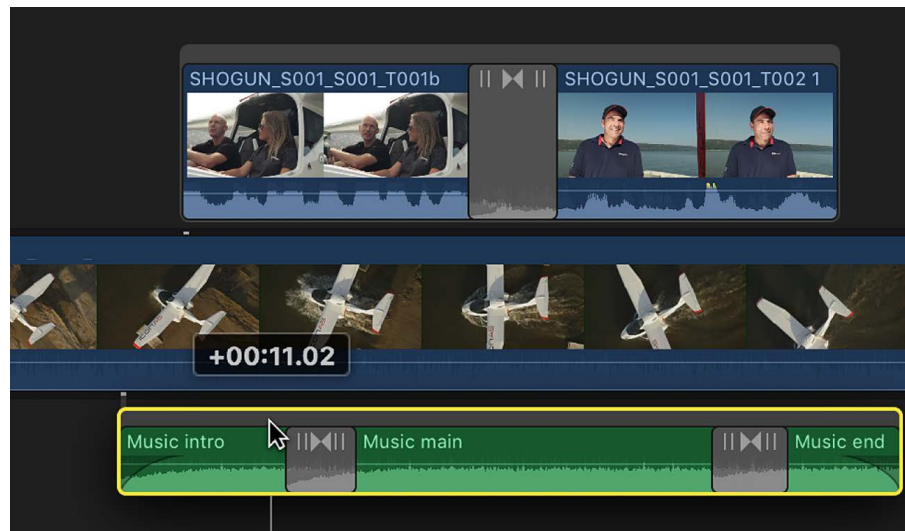 SHOGUN_S001_S001_T001b
SHOGUN_S001_S001_T002 1
+00:11.02
Music intro
Music main
Music end